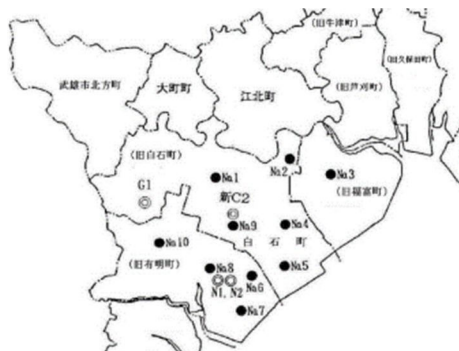 (旧牛津町)
(旧久保田町)
武雄市北方町
大町町
江北町
(旧芦刈町)
(旧白石町)
№2
№3
№1
G1
(旧福富町)
新C2
№9
№4
白石町
№10
(旧有明町)
№8
№5
№6
N1, N2
№7